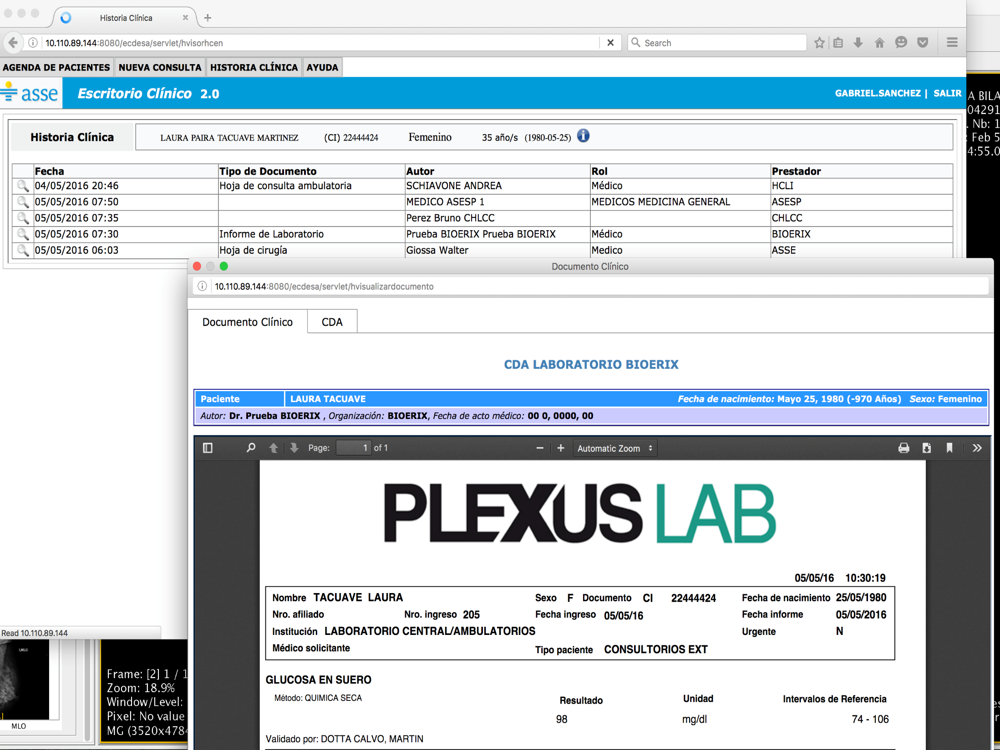 Historia Clínica
10.110.89.144:8080/ecdesa/servlet/hvisorhcen
Search
AGENDA DE PACIENTES NUEVA CONSULTA HISTORIA CLÍNICA AYUDA
asse Escritorio Clínico 2.0 GABRIEL.SANCHEZ | SALIR
A BILA
04291
. Nb: 1
: Feb 5
4:55.0
Historia Clínica LAURA PAIRA TACUAVE MARTINEZ (CI) 22444424 Femenino 35 año/s (1980-05-25)
Fecha Tipo de Documento Autor Rol Prestador
04/05/2016 20:46 Hoja de consulta ambulatoria SCHIAVONE ANDREA Médico HCLI
05/05/2016 07:50 MEDICO ASESP 1 MEDICOS MEDICINA GENERAL ASESP
05/05/2016 07:35 Perez Bruno CHLCC CHLCC
05/05/2016 07:30 Informe de Laboratorio Prueba BIOERIX Prueba BIOERIX Médico BIOERIX
05/05/2016 06:03 Hoja de cirugía Giossa Walter Medico ASSE
Documento Clínico
10.110.89.144:8080/ecdesa/servlet/hvisualizardocumento
Documento Clínico CDA
CDA LABORATORIO BIOERIX
Paciente LAURA TACUAVE Fecha de nacimiento: Mayo 25, 1980 (-970 Años) Sexo: Femenino
Autor: Dr. Prueba BIOERIX , Organización: BIOERIX, Fecha de acto médico: 00 0, 0000, 00
Page: 1 of 1 Automatic Zoom
PLEXUS LAB
05/05/16 10:30:19
Nombre TACUAVE LAURA Sexo F Documento CI 22444424 Fecha de nacimiento 25/05/1980
Nro. afiliado Nro. ingreso 205 Fecha ingreso 05/05/16 Fecha informe 05/05/2016
Institución LABORATORIO CENTRAL/AMBULATORIOS Urgente N
Médico solicitante Tipo paciente CONSULTORIOS EXT
GLUCOSA EN SUERO
Método: QUIMICA SECA Resultado Unidad Intervalos de Referencia
98 mg/dl 74 - 106
Validado por: DOTTA CALVO, MARTIN
Read 10.110.89.144
LMLO
MLO
Frame: [2] 1 / 1
Zoom: 18.9%
Window/Level:
Pixel: No value
MG (3520x4784